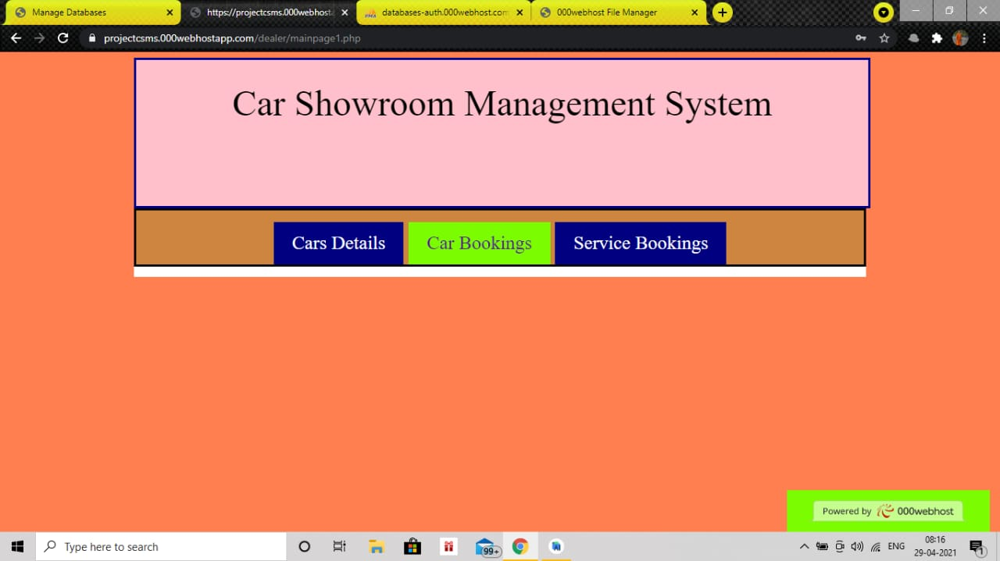 Manage Databases
https://projectcsms.000webhosta
databases-auth.000webhost.com
000webhost File Manager
projectcsms.000webhostapp.com/dealer/mainpage1.php
Car Showroom Management System
Cars Details
Car Bookings
Service Bookings
Powered by 000webhost
Type here to search
99+
ENG
08:16
29-04-2021
1